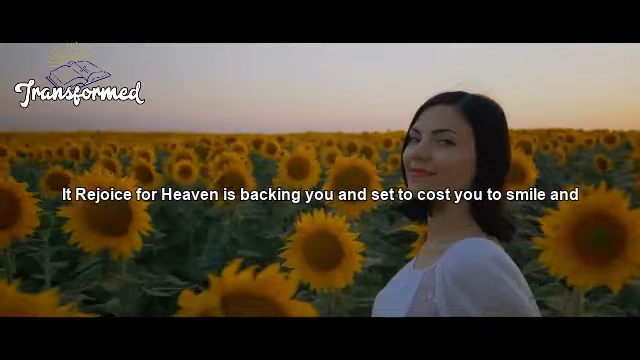 Transformed
It Rejoice for Heaven is backing you and set to cost you to smile and